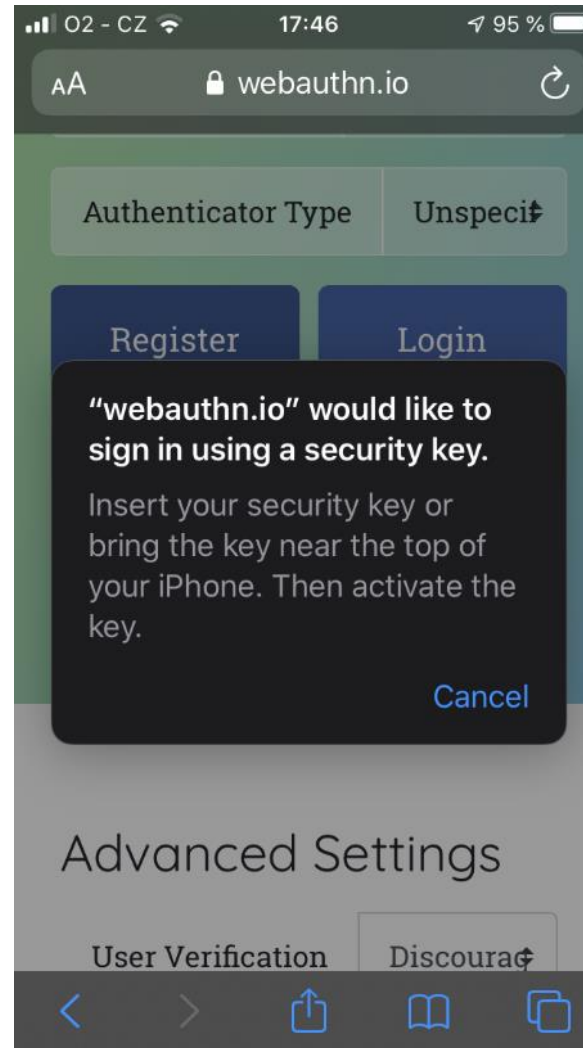 O2 - CZ 17:46 95 %
AA webauthn.io
Authenticator Type Unspecif
Register Login
“webauthn.io” would like to
sign in using a security key.
Insert your security key or
bring the key near the top of
your iPhone. Then activate the
key.
Cancel
Advanced Settings
User Verification Discourag